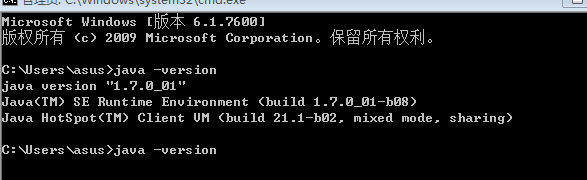 管理员: C:\Windows\system32\cmd.exe
Microsoft Windows [版本 6.1.7600]
版权所有 (c) 2009 Microsoft Corporation。保留所有权利。
C:\Users\asus>java -version
java version "1.7.0_01"
Java(TM) SE Runtime Environment (build 1.7.0_01-b08)
Java HotSpot(TM) Client VM (build 21.1-b02, mixed mode, sharing)
C:\Users\asus>java -version